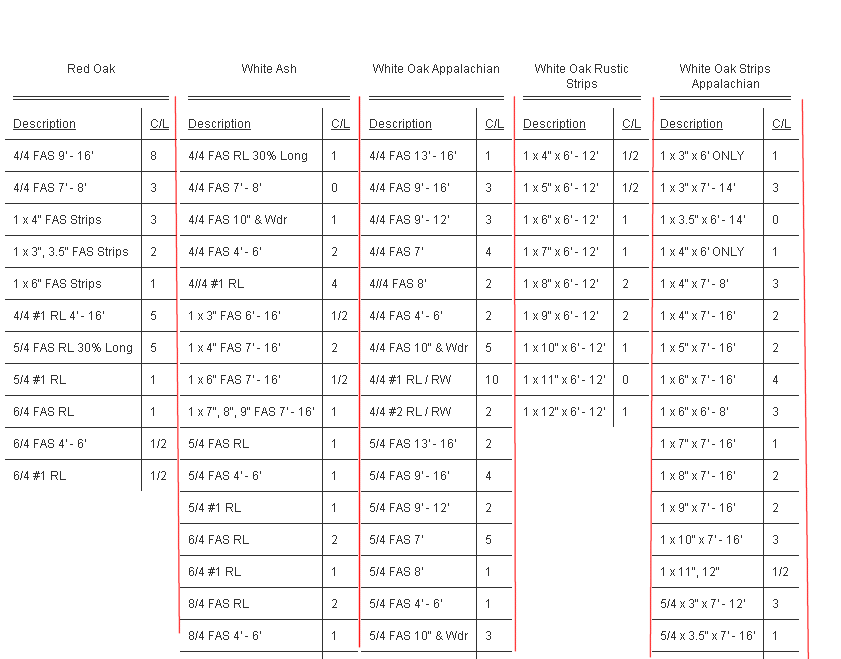 Red Oak
Description C/L
4/4 FAS 9' - 16' 8
4/4 FAS 7' - 8' 3
1 x 4" FAS Strips 3
1 x 3", 3.5" FAS Strips 2
1 x 6" FAS Strips 1
4/4 #1 RL 4' - 16' 5
5/4 FAS RL 30% Long 5
5/4 #1 RL 1
6/4 FAS RL 1
6/4 FAS 4' - 6' 1/2
6/4 #1 RL 1/2
White Ash
Description C/L
4/4 FAS RL 30% Long 1
4/4 FAS 7' - 8' 0
4/4 FAS 10" & Wdr 1
4/4 FAS 4' - 6' 2
4//4 #1 RL 4
1 x 3" FAS 6' - 16' 1/2
1 x 4" FAS 7' - 16' 2
1 x 6" FAS 7' - 16' 1/2
1 x 7", 8", 9" FAS 7' - 16' 1
5/4 FAS RL 1
5/4 FAS 4' - 6' 1
5/4 #1 RL 1
6/4 FAS RL 2
6/4 #1 RL 1
8/4 FAS RL 2
8/4 FAS 4' - 6' 1
White Oak Appalachian
Description C/L
4/4 FAS 13' - 16' 1
4/4 FAS 9' - 16' 3
4/4 FAS 9' - 12' 3
4/4 FAS 7' 4
4//4 FAS 8' 2
4/4 FAS 4' - 6' 2
4/4 FAS 10" & Wdr 5
4/4 #1 RL / RW 10
4/4 #2 RL / RW 2
5/4 FAS 13' - 16' 2
5/4 FAS 9' - 16' 4
5/4 FAS 9' - 12' 2
5/4 FAS 7' 5
5/4 FAS 8' 1
5/4 FAS 4' - 6' 1
5/4 FAS 10" & Wdr 3
White Oak Rustic
Strips
Description C/L
1 x 4" x 6' - 12' 1/2
1 x 5" x 6' - 12' 1/2
1 x 6" x 6' - 12' 1
1 x 7" x 6' - 12' 1
1 x 8" x 6' - 12' 2
1 x 9" x 6' - 12' 2
1 x 10" x 6' - 12' 1
1 x 11" x 6' - 12' 0
1 x 12" x 6' - 12' 1
White Oak Strips
Appalachian
Description C/L
1 x 3" x 6' ONLY 1
1 x 3" x 7' - 14' 3
1 x 3.5" x 6' - 14' 0
1 x 4" x 6' ONLY 1
1 x 4" x 7' - 8' 3
1 x 4" x 7' - 16' 2
1 x 5" x 7' - 16' 2
1 x 6" x 7' - 16' 4
1 x 6" x 6' - 8' 3
1 x 7" x 7' - 16' 1
1 x 8" x 7' - 16' 2
1 x 9" x 7' - 16' 2
1 x 10" x 7' - 16' 3
1 x 11", 12" 1/2
5/4 x 3" x 7' - 12' 3
5/4 x 3.5" x 7' - 16' 1